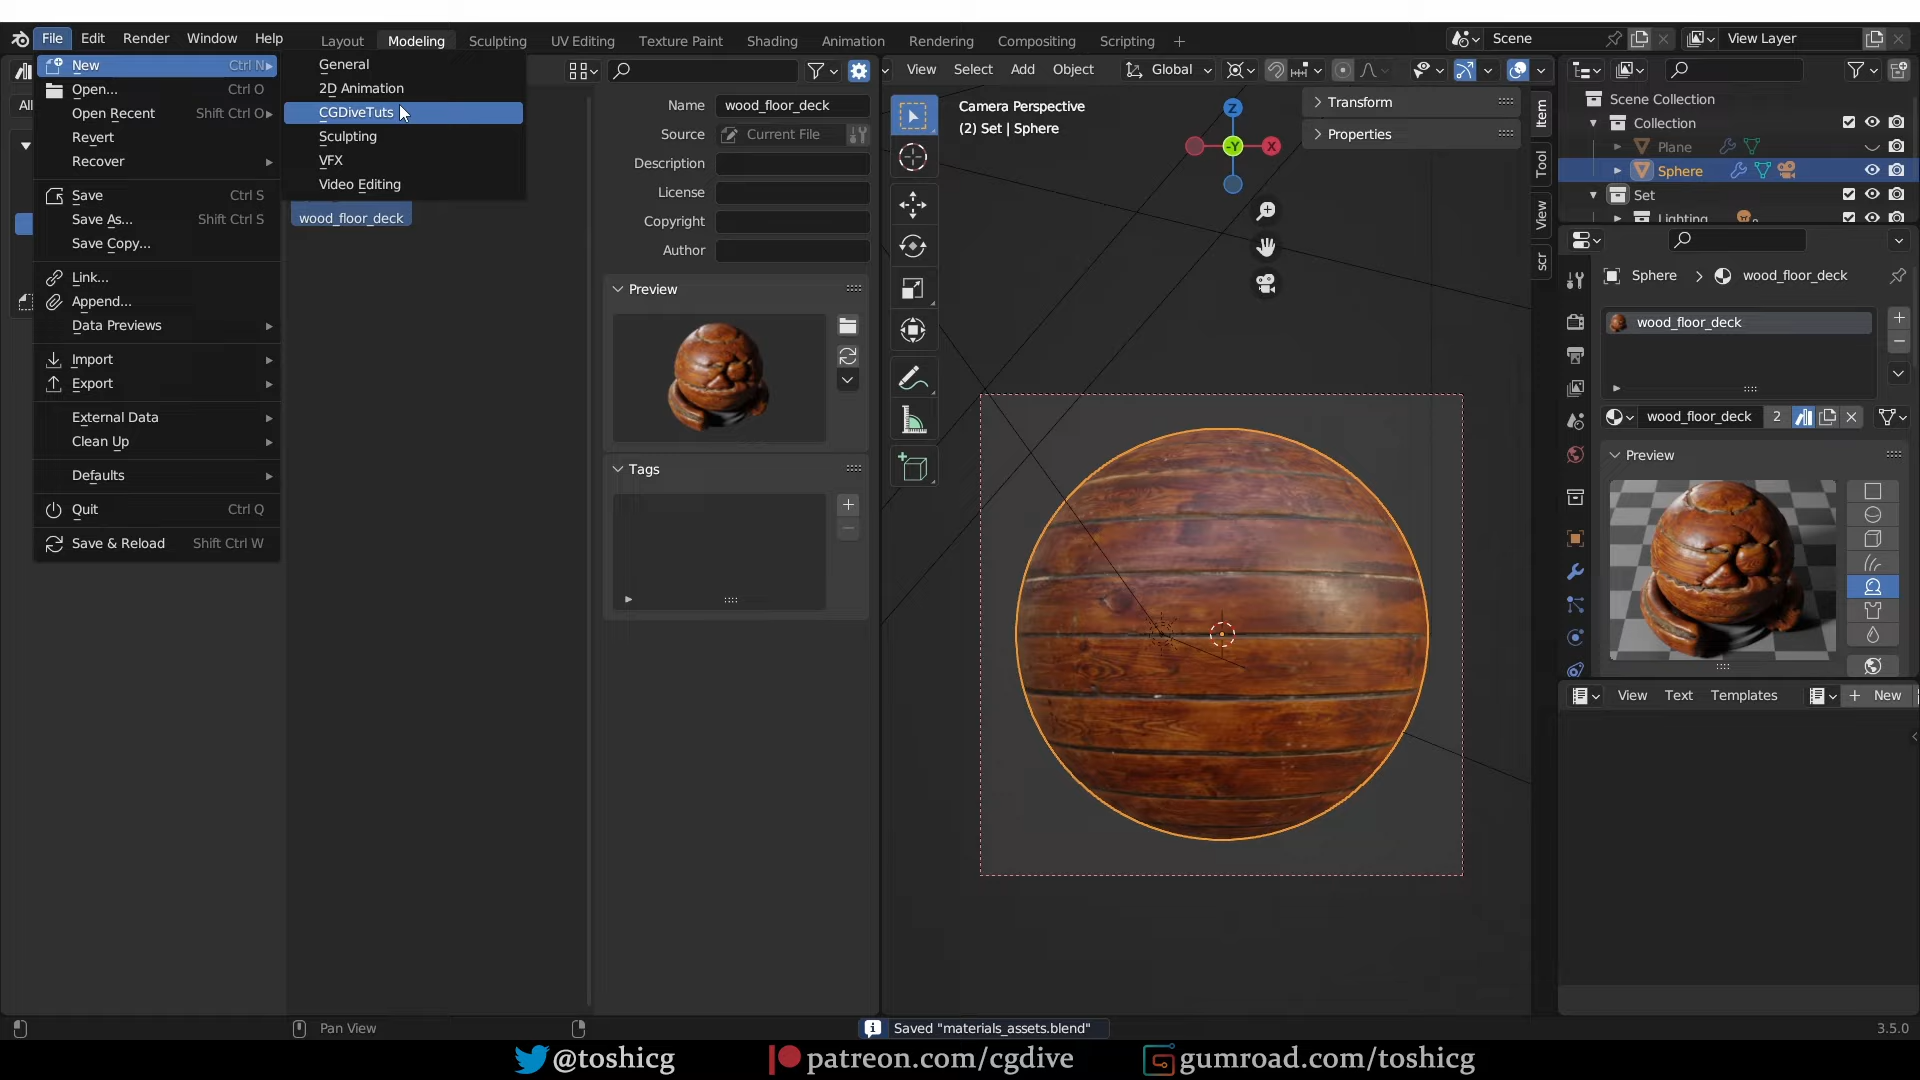 File Edit Render Window Help Layout Modeling Sculpting UV Editing Texture Paint Shading Animation Rendering Compositing Scripting + Scene View Layer
New Ctrl N
Open... Ctrl O
Open Recent Shift Ctrl O
Revert
Recover
Save Ctrl S
Save As... Shift Ctrl S
Save Copy...
Link...
Append...
Data Previews
Import
Export
External Data
Clean Up
Defaults
Quit Ctrl Q
Save & Reload Shift Ctrl W
All
General
2D Animation
CGDiveTuts
Sculpting
VFX
Video Editing
wood_floor_deck
Name wood_floor_deck
Source Current File
Description
License
Copyright
Author
Preview
Tags
View Select Add Object Global
Camera Perspective
(2) Set | Sphere
Z
-Y X
Transform
Properties
Item
Tool
View
scr
Scene Collection
Collection
Plane
Sphere
Set
Lighting
Sphere > wood_floor_deck
wood_floor_deck
wood_floor_deck 2
Preview
View Text Templates + New
Pan View
Saved "materials_assets.blend"
3.5.0
@toshicg patreon.com/cgdive gumroad.com/toshicg